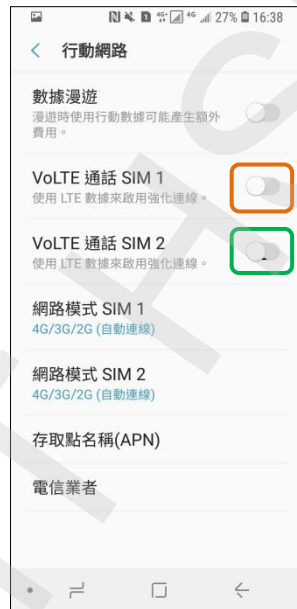 27% 16:38
行動網路
數據漫遊
漫遊時使用行動數據可能產生額外
費用。
VoLTE 通話 SIM 1
使用 LTE 數據來啟用強化連線。
VoLTE 通話 SIM 2
使用 LTE 數據來啟用強化連線。
網路模式 SIM 1
4G/3G/2G (自動連線)
網路模式 SIM 2
4G/3G/2G (自動連線)
存取點名稱(APN)
電信業者